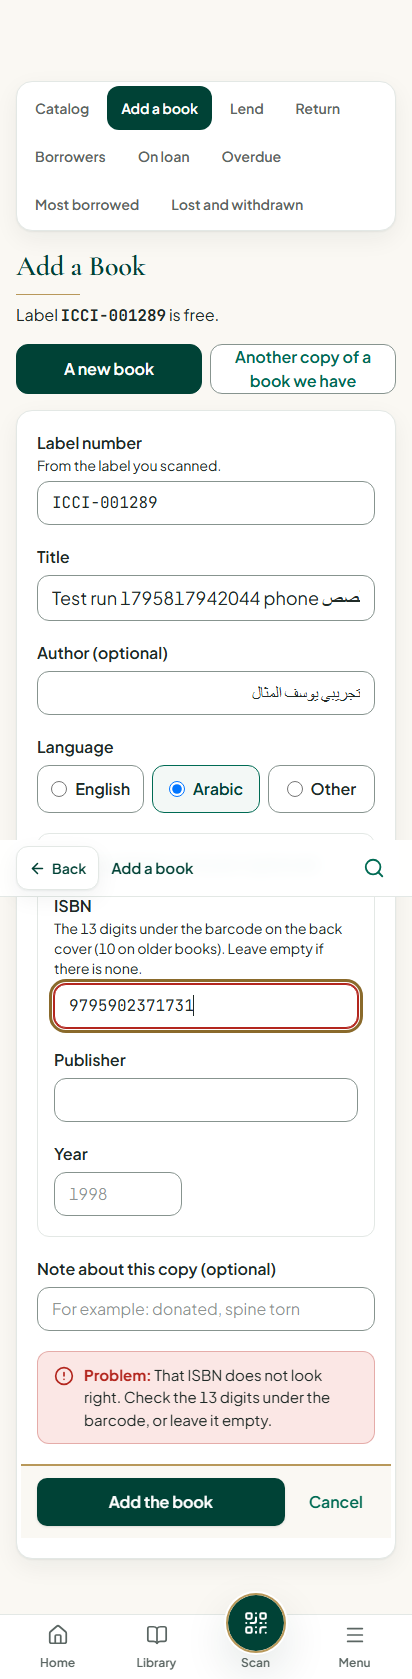 Catalog Add a book Lend Return
Borrowers On loan Overdue
Most borrowed Lost and withdrawn
Add a Book
Label ICCI-001289 is free.
A new book
Another copy of a
book we have
Label number
From the label you scanned.
ICCI-001289
Title
Test run 1795817942044 phone قصص
Author (optional)
تجريبي يوسف المثال
Language
English Arabic Other
Back Add a book
ISBN
The 13 digits under the barcode on the back
cover (10 on older books). Leave empty if
there is none.
9795902371731
Publisher
Year
1998
Note about this copy (optional)
For example: donated, spine torn
Problem: That ISBN does not look
right. Check the 13 digits under the
barcode, or leave it empty.
Add the book Cancel
Home Library Scan Menu